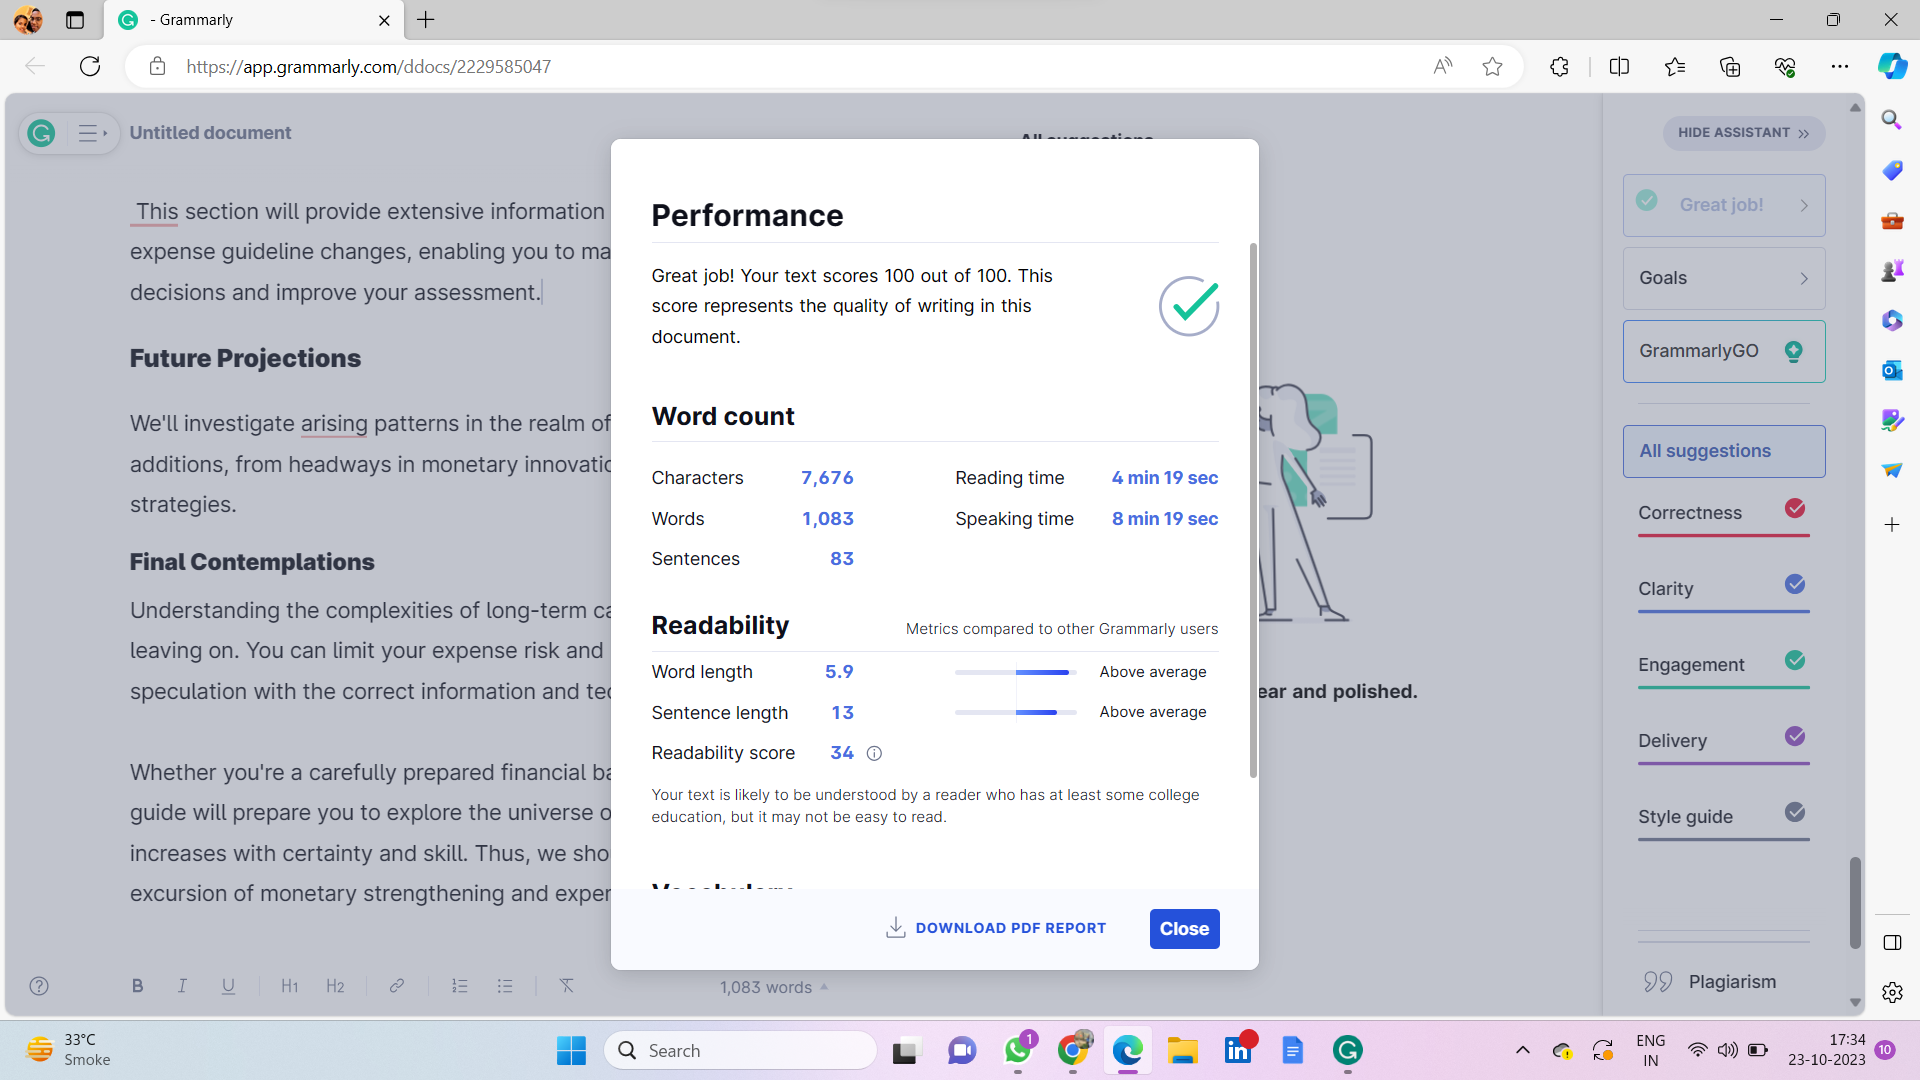 - Grammarly
https://app.grammarly.com/ddocs/2229585047
Untitled document
This section will provide extensive information
expense guideline changes, enabling you to ma
decisions and improve your assessment.
Future Projections
We'll investigate arising patterns in the realm of
additions, from headways in monetary innovatio
strategies.
Final Contemplations
Understanding the complexities of long-term ca
leaving on. You can limit your expense risk and
speculation with the correct information and tec
Whether you're a carefully prepared financial ba
guide will prepare you to explore the universe o
increases with certainty and skill. Thus, we sho
excursion of monetary strengthening and exper
B I U H1 H2
1,083 words
All suggestions
Performance
Great job! Your text scores 100 out of 100. This
score represents the quality of writing in this
document.
Word count
Characters 7,676 Reading time 4 min 19 sec
Words 1,083 Speaking time 8 min 19 sec
Sentences 83
Readability Metrics compared to other Grammarly users
Word length 5.9 Above average
Sentence length 13 Above average
Readability score 34
Your text is likely to be understood by a reader who has at least some college
education, but it may not be easy to read.
Vocabulary
DOWNLOAD PDF REPORT Close
ear and polished.
HIDE ASSISTANT
Great job!
Goals
GrammarlyGO
All suggestions
Correctness
Clarity
Engagement
Delivery
Style guide
Plagiarism
33°C
Smoke
Search
1
ENG
IN
17:34
23-10-2023
10